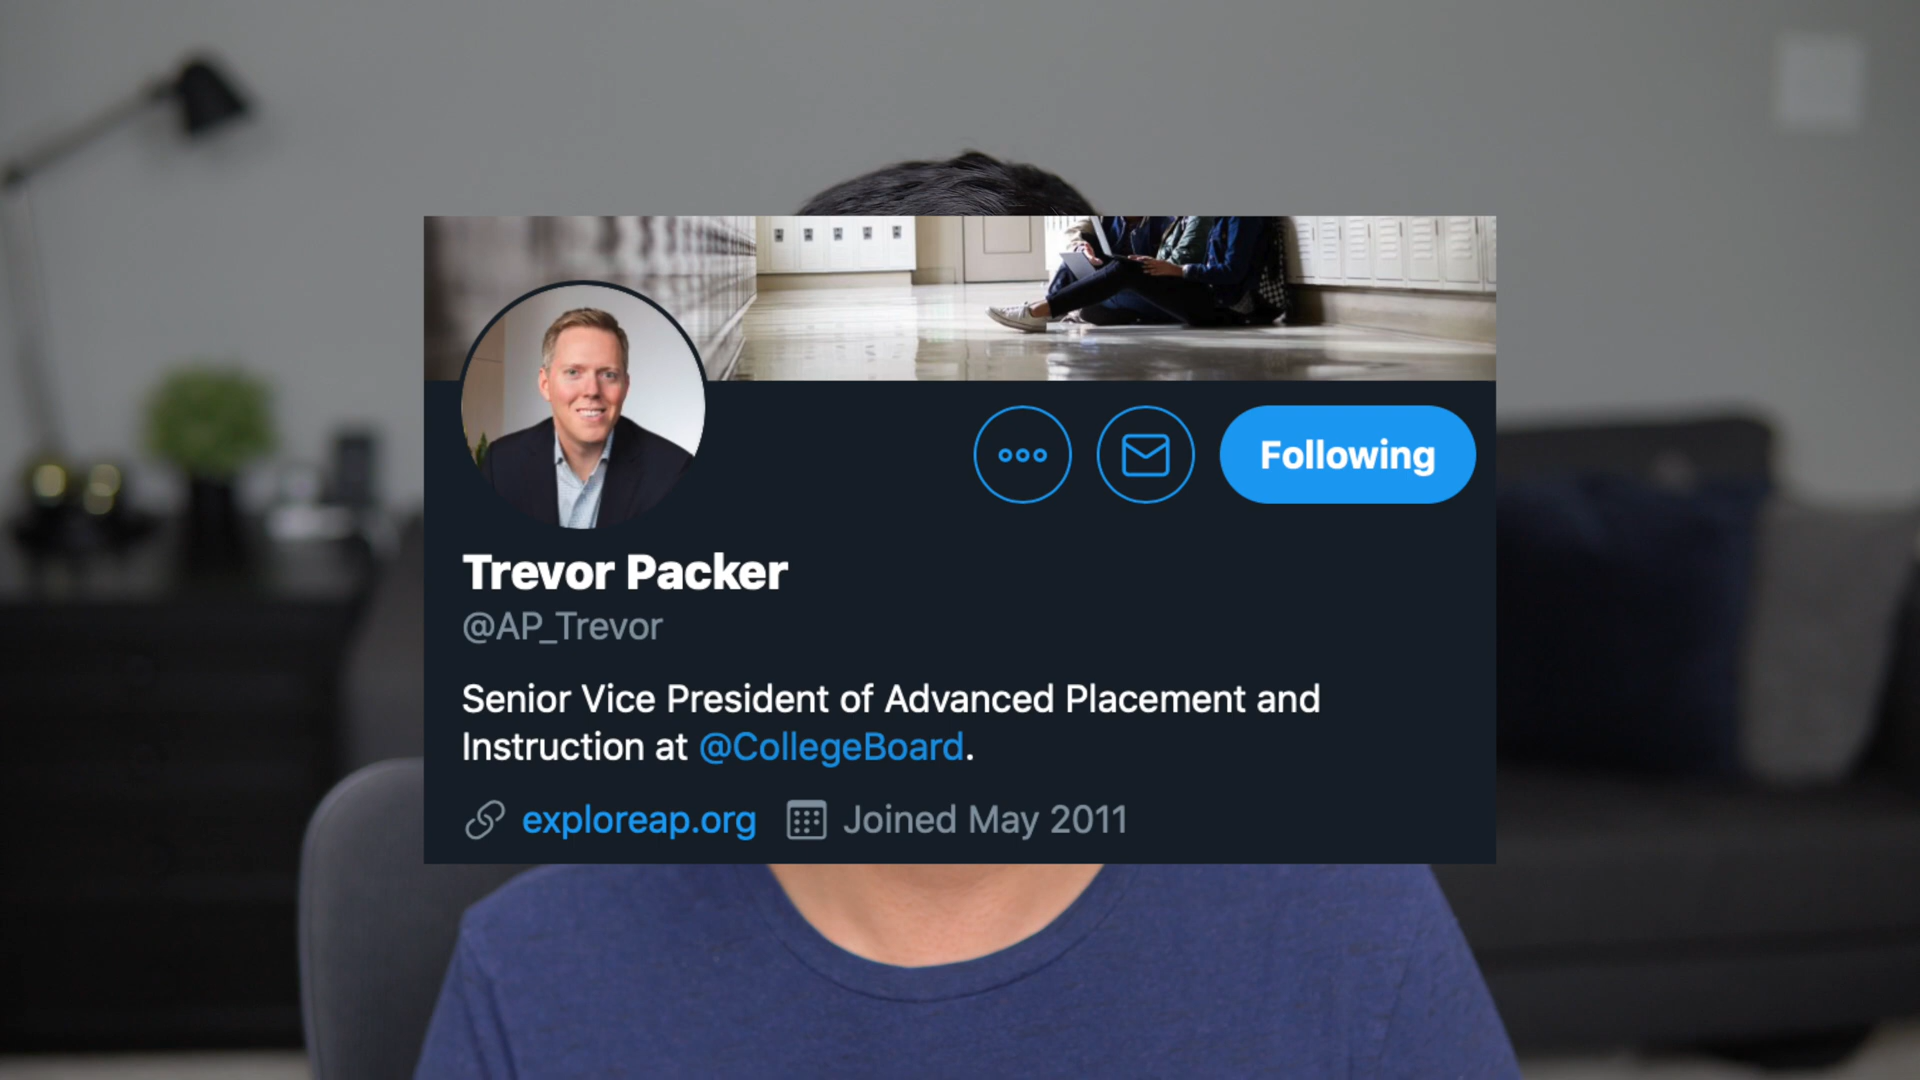 Following
Trevor Packer
@AP_Trevor
Senior Vice President of Advanced Placement and
Instruction at @CollegeBoard.
exploreap.org Joined May 2011